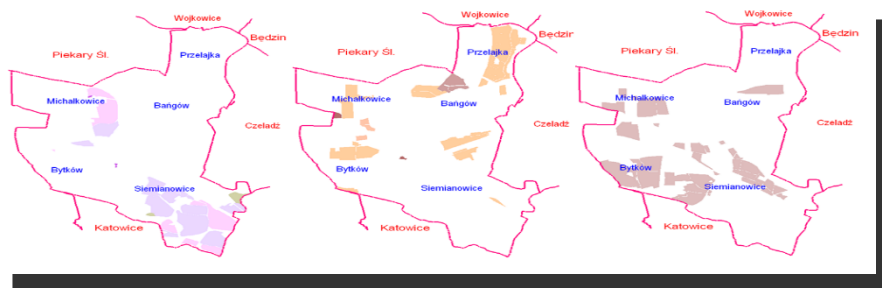 Wojkowice
Będzin
Piekary Śl.
Przełajka
Michałkowice
Bańgów
Czeladź
Bytków
Siemianowice
Katowice
Wojkowice
Będzir
Piekary Śl.
Przełajka
Michałkowice
Bańgów
Czeladź
Bytków
Siemianowice
Katowice
Wojkowice
Będzin
Piekary Śl.
Przełajka
Michałkowice
Bańgów
Czeladź
Bytków
Siemianowice
Katowice